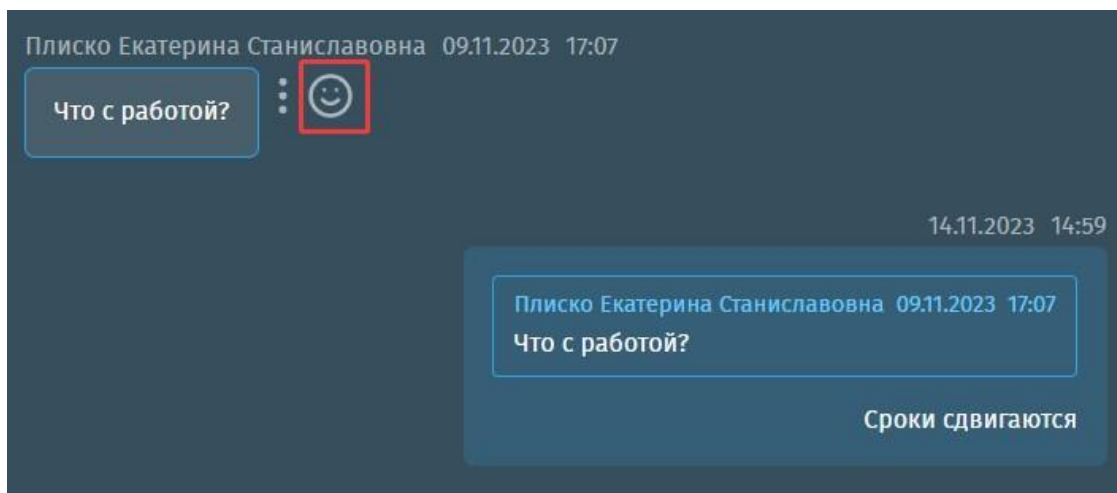 Плиско Екатерина Станиславовна 09.11.2023 17:07
Что с работой?
14.11.2023 14:59
Плиско Екатерина Станиславовна 09.11.2023 17:07
Что с работой?
Сроки сдвигаются